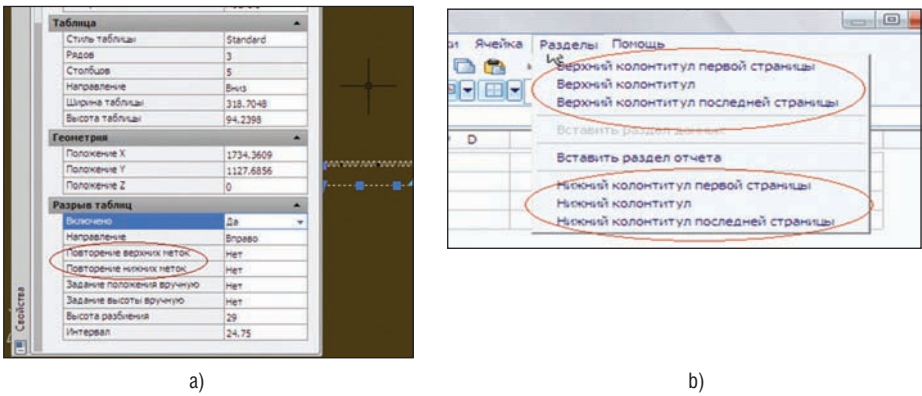 Таблица
Стиль таблицы Standard
Рядов 3
Столбцов 5
Направление Вниз
Ширина таблицы 318.7048
Высота таблицы 94.2398
Геометрия
Положение X 1734.3609
Положение Y 1127.6856
Положение Z 0
Разрыв таблиц
Включено Да
Направление Вправо
Повторение верхних меток Нет
Повторение нижних меток Нет
Задание положения вручную Нет
Задание высоты вручную Нет
Высота разбиения 29
Интервал 24.75
Свойства
a)
Ячейка Разделы Помощь
Верхний колонтитул первой страницы
Верхний колонтитул
Верхний колонтитул последней страницы
Вставить раздел данных
D
Вставить раздел отчета
Нижний колонтитул первой страницы
Нижний колонтитул
Нижний колонтитул последней страницы
b)